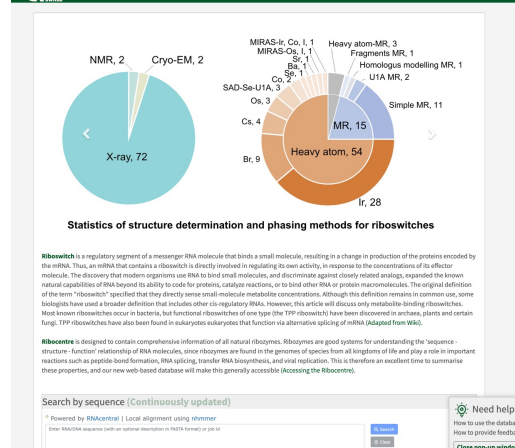 NMR, 2
Cryo-EM, 2
X-ray, 72
MIRAS-Ir, Co, I, 1
MIRAS-Os, I, 1
Sr, 1
Ba, 1
Se, 1
Co, 2
SAD-Se-U1A, 3
Os, 3
Cs, 4
Br, 9
Heavy atom-MR, 3
Fragments MR, 1
Homologus modelling MR, 1
U1A MR, 2
Simple MR, 11
MR, 15
Heavy atom, 54
Ir, 28
Statistics of structure determination and phasing methods for riboswitches
Riboswitch is a regulatory segment of a messenger RNA molecule that binds a small molecule, resulting in a change in production of the proteins encoded by
the mRNA. Thus, an mRNA that contains a riboswitch is directly involved in regulating its own activity, in response to the concentrations of its effector
molecule. The discovery that modern organisms use RNA to bind small molecules, and discriminate against closely related analogs, expanded the known
natural capabilities of RNA beyond its ability to code for proteins, catalyze reactions, or to bind other RNA or protein macromolecules. The original definition
of the term "riboswitch" specified that they directly sense small-molecule metabolite concentrations. Although this definition remains in common use, some
biologists have used a broader definition that includes other cis-regulatory RNAs. However, this article will discuss only metabolite-binding riboswitches.
Most known riboswitches occur in bacteria, but functional riboswitches of one type (the TPP riboswitch) have been discovered in archaea, plants and certain
fungi. TPP riboswitches have also been found in eukaryotes eukaryotes that function via alternative splicing of mRNA (Adapted from Wiki).
Ribocentre is designed to contain comprehensive information of all natural ribozymes. Ribozymes are good systems for understanding the 'sequence -
structure - function' relationship of RNA molecules, since ribozymes are found in the genomes of species from all kingdoms of life and play a role in important
reactions such as peptide-bond formation, RNA splicing, transfer RNA biosynthesis, and viral replication. This is therefore an excellent time to summarise
these properties, and our new web-based database will make this generally accessible (Accessing the Ribocentre).
Search by sequence (Continuously updated)
Powered by RNAcentral | Local alignment using nhmmer
Enter RNA/DNA sequence (with an optional description in FASTA format) or job id
Search
Clear
Need help
How to use the databa
How to provide feedba
Close pop-up window